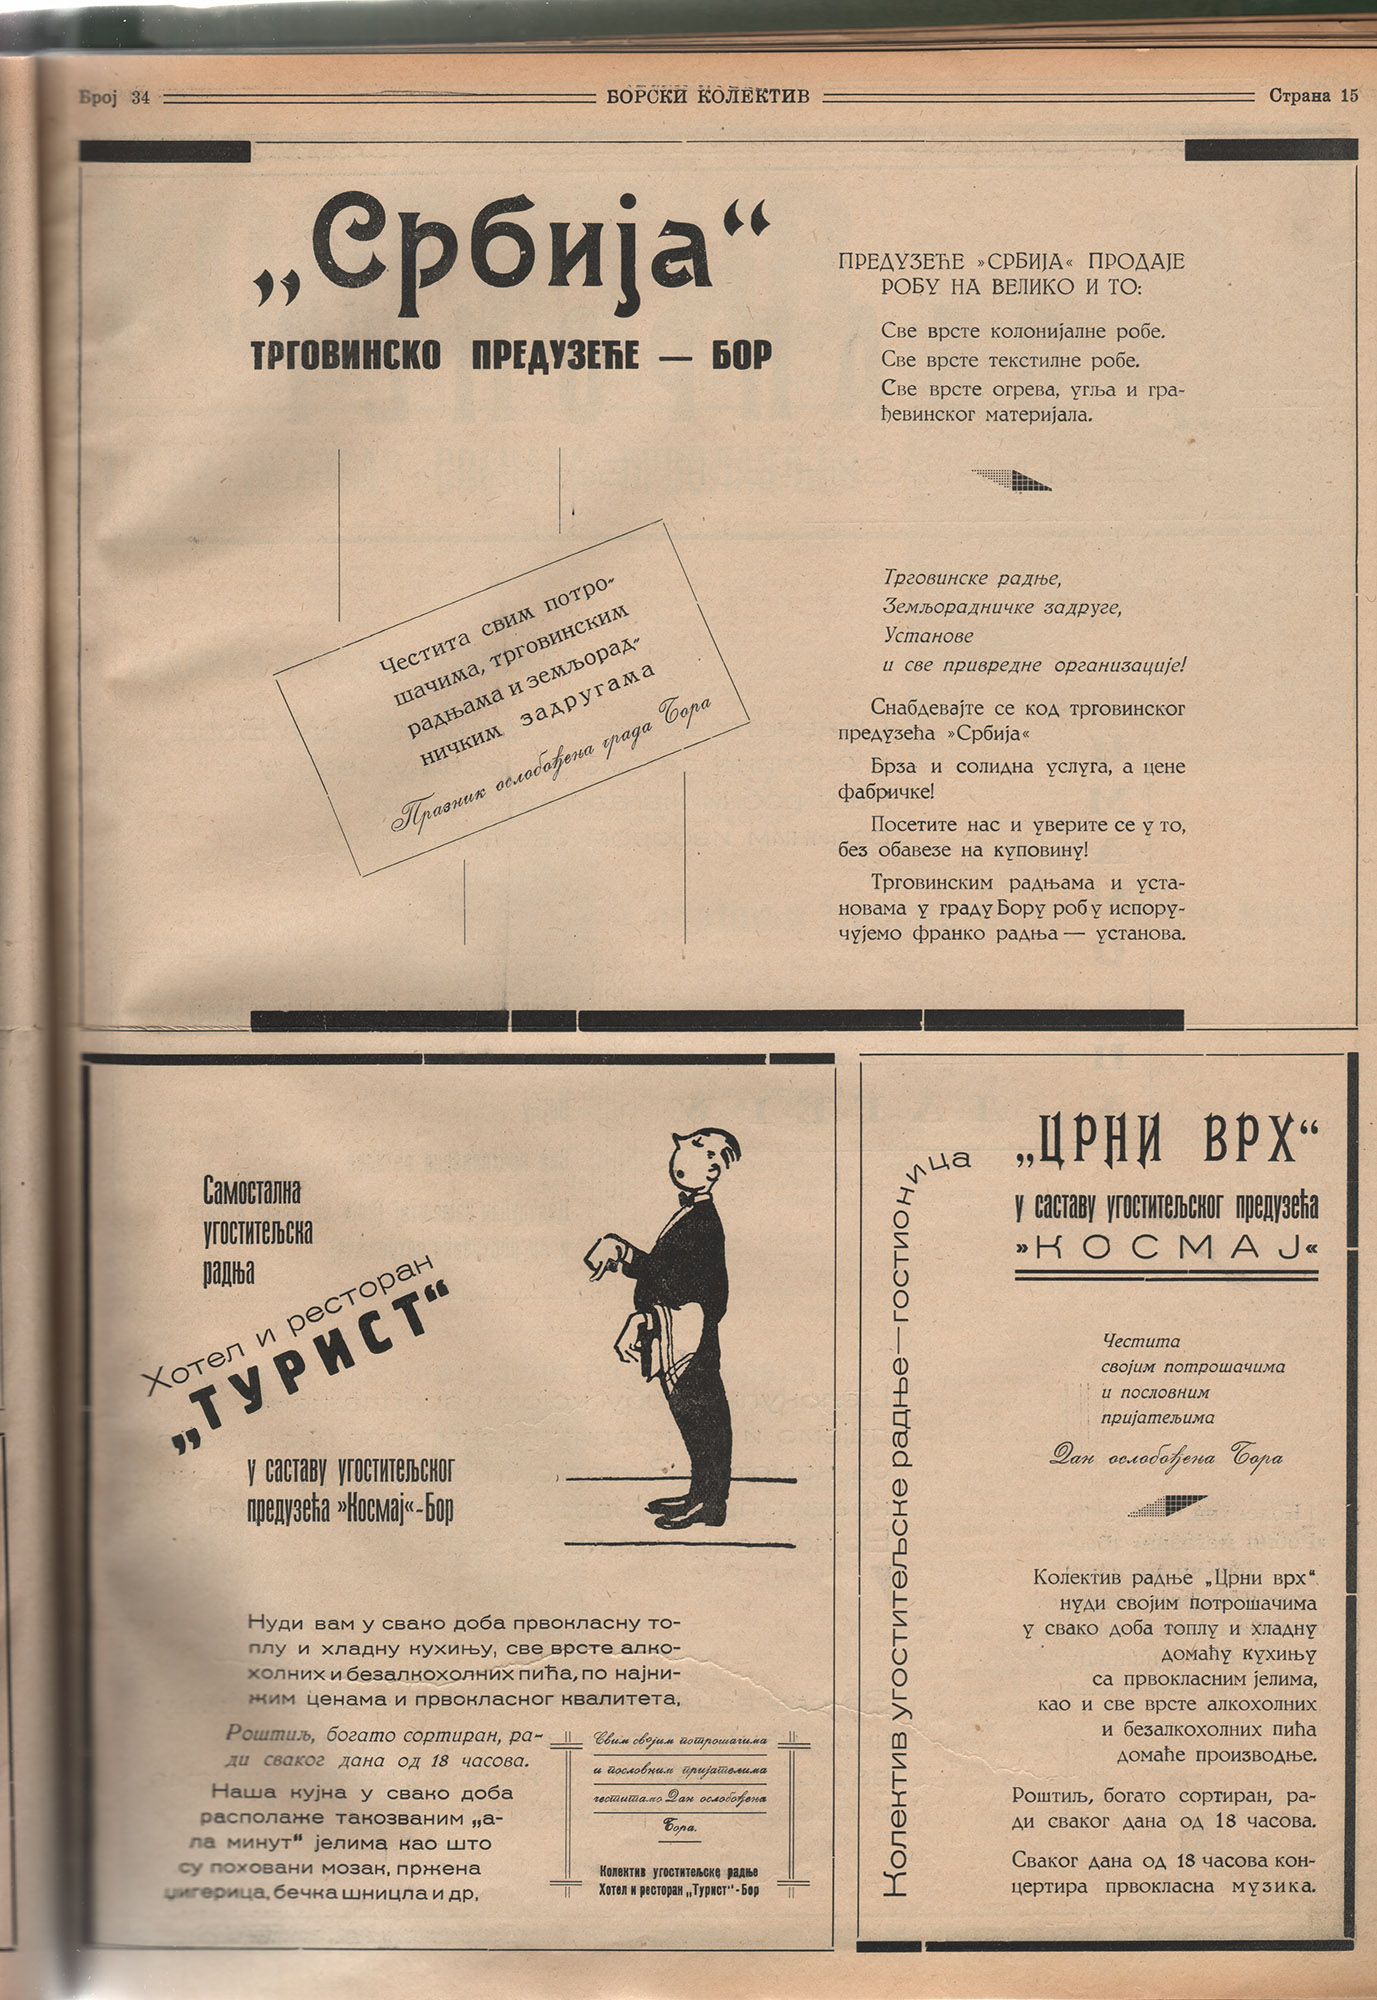 Број 34
БОРСКИ КОЛЕКТИВ
Страна 15
„Србија“
ТРГОВИНСКО ПРЕДУЗЕЋЕ — БОР
Честита свим потро-
шачима, трговинским
радњама и земљорад-
ничким задругама
Празник ослобођења града Бора
ПРЕДУЗЕЋЕ »СРБИЈА« ПРОДАЈЕ
РОБУ НА ВЕЛИКО И ТО:
Све врсте колонијалне робе.
Све врсте текстилне робе.
Све врсте огрева, угља и гра-
ђевинског материјала.
Трговинске радње,
Земљорадничке задруге,
Установе
и све привредне организације!
Снабдевајте се код трговинског
предузећа »Србија«
Брза и солидна услуга, а цене
фабричке!
Посетите нас и уверите се у то,
без обавезе на куповину!
Трговинским радњама и уста-
новама у граду Бору робу испору-
чујемо франко радња — установа.
Самостална
угоститељска
радња
Хотел и ресторан
„ТУРИСТ“
у саставу угоститељског
предузећа »Космај«-Бор
Нуди вам у свако доба првокласну то-
плу и хладну кухињу, све врсте алко-
холних и безалкохолних пића, по најни-
жим ценама и првокласног квалитета,
Роштиљ, богато сортиран, ра-
ди сваког дана од 18 часова.
Наша кујна у свако доба
располаже такозваним „а-
ла минут“ јелима као што
су поховани мозак, пржена
џигерица, бечка шницла и др,
Свим својим потрошачима
и пословним пријатељима
честитамо Дан ослобођења
Бора.
Колектив угоститељске радње
Хотел и ресторан „Турист“-Бор
Колектив угоститељске радње—гостионица
„ЦРНИ ВРХ“
у саставу угоститељског предузећа
»КОСМАЈ«
Честита
својим потрошачима
и пословним
пријатељима
Дан ослобођења Бора
Колектив радње „Црни врх“
нуди својим потрошачима
у свако доба топлу и хладну
домаћу кухињу
са првокласним јелима,
као и све врсте алкохолних
и безалкохолних пића
домаће производње.
Роштиљ, богато сортиран, ра-
ди сваког дана од 18 часова.
Сваког дана од 18 часова кон-
цертира првокласна музика.